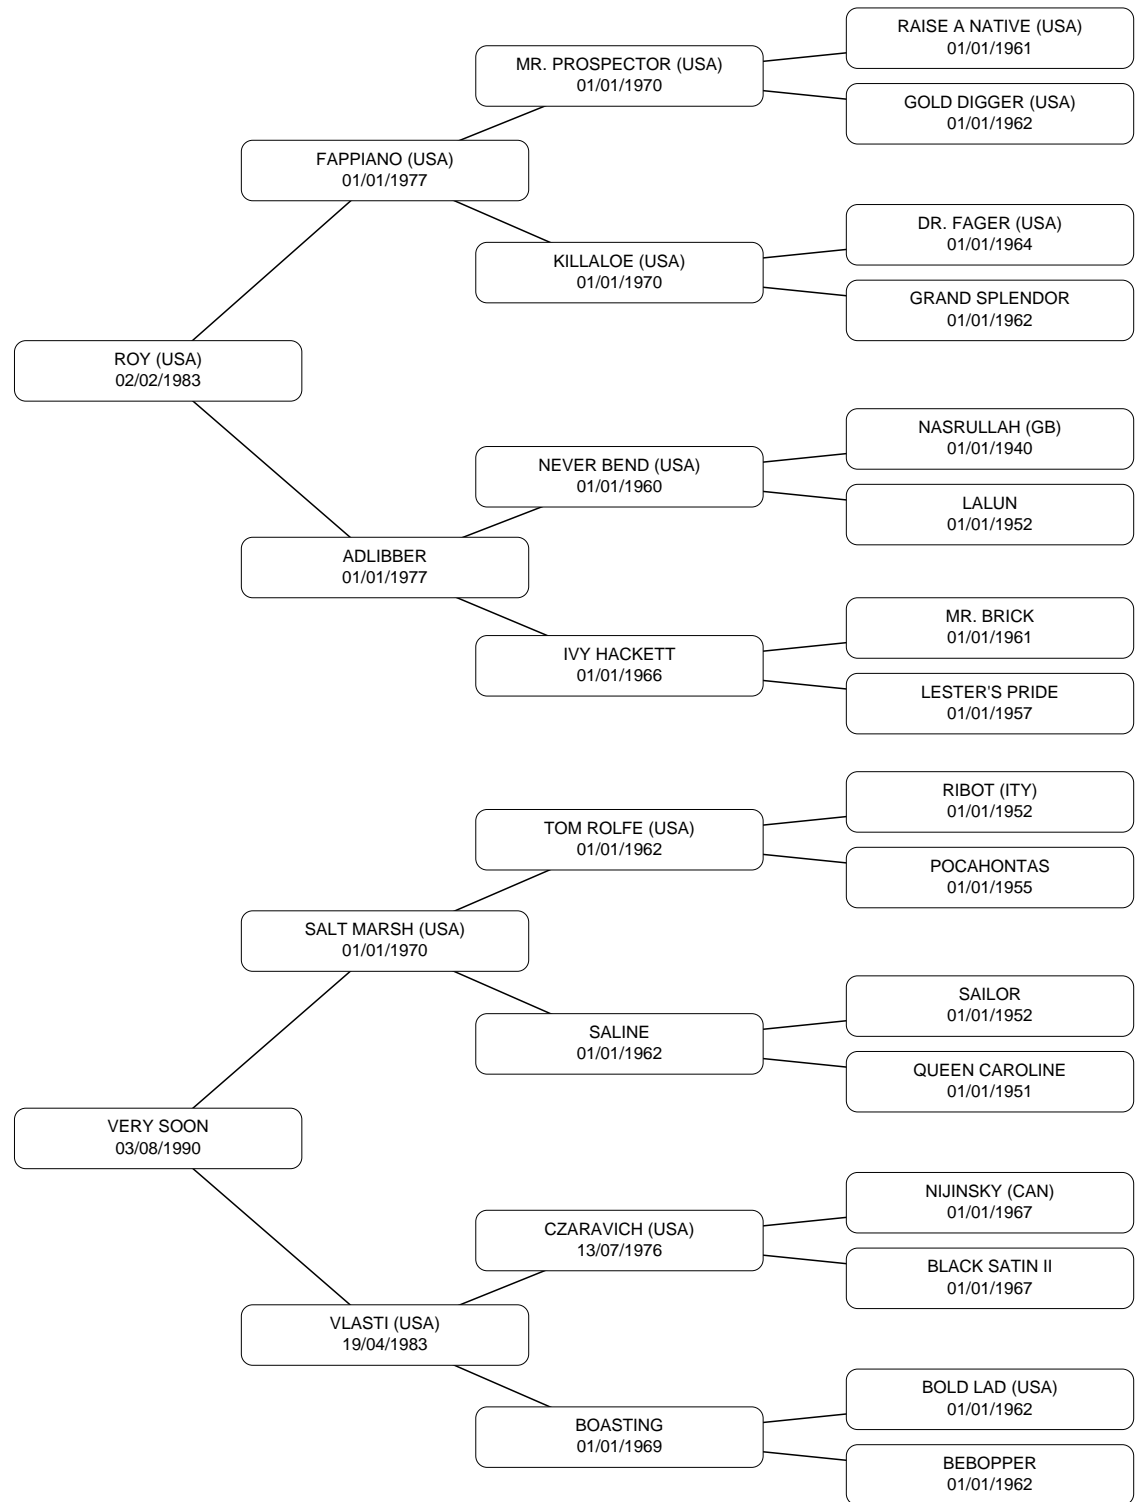 RAISE A NATIVE (USA)
01/01/1961
MR. PROSPECTOR (USA)
01/01/1970
GOLD DIGGER (USA)
01/01/1962
FAPPIANO (USA)
01/01/1977
DR. FAGER (USA)
01/01/1964
KILLALOE (USA)
01/01/1970
GRAND SPLENDOR
01/01/1962
ROY (USA)
02/02/1983
NASRULLAH (GB)
01/01/1940
NEVER BEND (USA)
01/01/1960
LALUN
01/01/1952
ADLIBBER
01/01/1977
MR. BRICK
01/01/1961
IVY HACKETT
01/01/1966
LESTER'S PRIDE
01/01/1957
RIBOT (ITY)
01/01/1952
TOM ROLFE (USA)
01/01/1962
POCAHONTAS
01/01/1955
SALT MARSH (USA)
01/01/1970
SAILOR
01/01/1952
SALINE
01/01/1962
QUEEN CAROLINE
01/01/1951
VERY SOON
03/08/1990
NIJINSKY (CAN)
01/01/1967
CZARAVICH (USA)
13/07/1976
BLACK SATIN II
01/01/1967
VLASTI (USA)
19/04/1983
BOLD LAD (USA)
01/01/1962
BOASTING
01/01/1969
BEBOPPER
01/01/1962